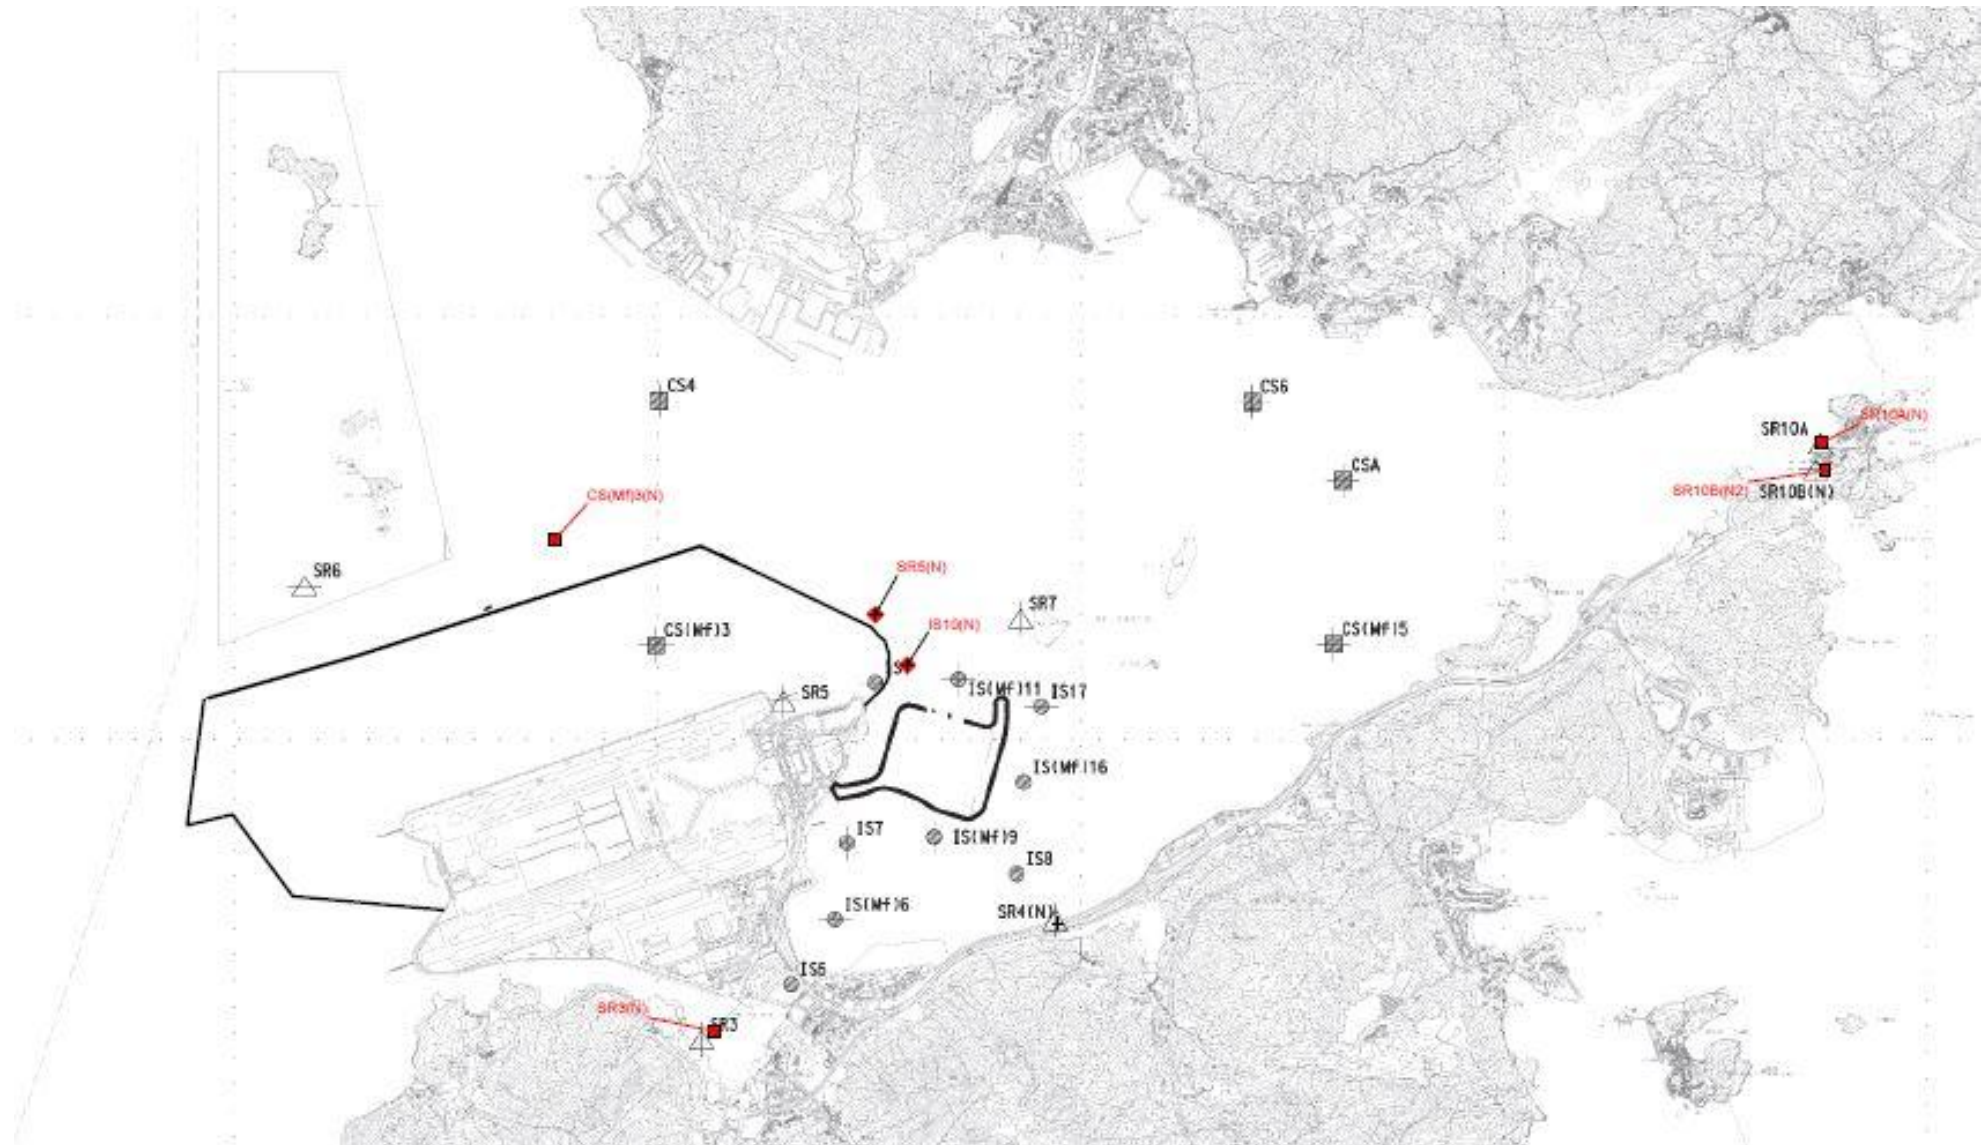 CS4
CS6
SR10A(N)
SR10A
CSA
SR10B(N2)
SR10B(N)
CS(Mf)3(N)
SR6
SR5(N)
SR7
IS10(N)
CS(Mf)3
CS(Mf)5
SR5
IS(Mf)11
IS17
IS(Mf)16
IS7
IS(Mf)9
IS8
IS(Mf)6
SR4(N)
IS5
SR3(N)
SR3